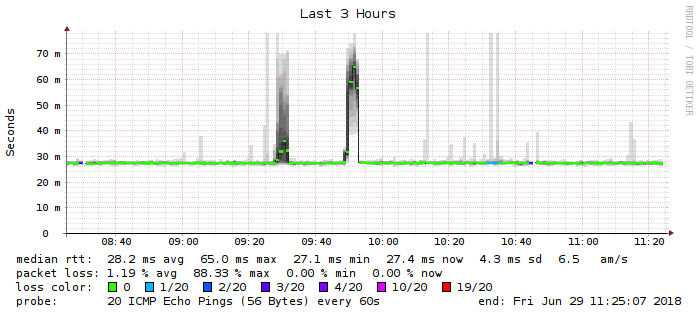 Last 3 Hours
RRDTOOL / TOBI OETIKER
Seconds
70 m
60 m
50 m
40 m
30 m
20 m
10 m
0
08:40 09:00 09:20 09:40 10:00 10:20 10:40 11:00 11:20
median rtt: 28.2 ms avg 65.0 ms max 27.1 ms min 27.4 ms now 4.3 ms sd 6.5 am/s
packet loss: 1.19 % avg 88.33 % max 0.00 % min 0.00 % now
loss color: 0 1/20 2/20 3/20 4/20 10/20 19/20
probe: 20 ICMP Echo Pings (56 Bytes) every 60s end: Fri Jun 29 11:25:07 2018